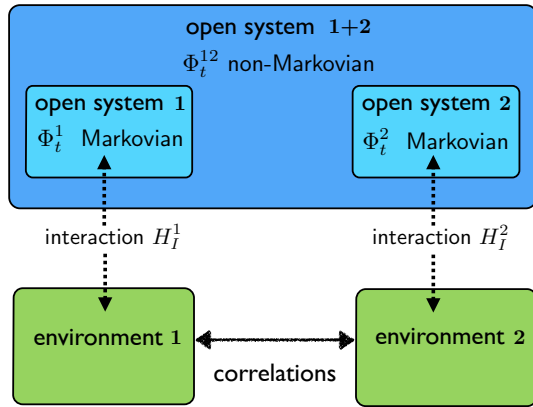 open system 1+2
Φ_t^{12} non-Markovian
open system 1
Φ_t^1 Markovian
open system 2
Φ_t^2 Markovian
interaction H_I^1
interaction H_I^2
environment 1
environment 2
correlations